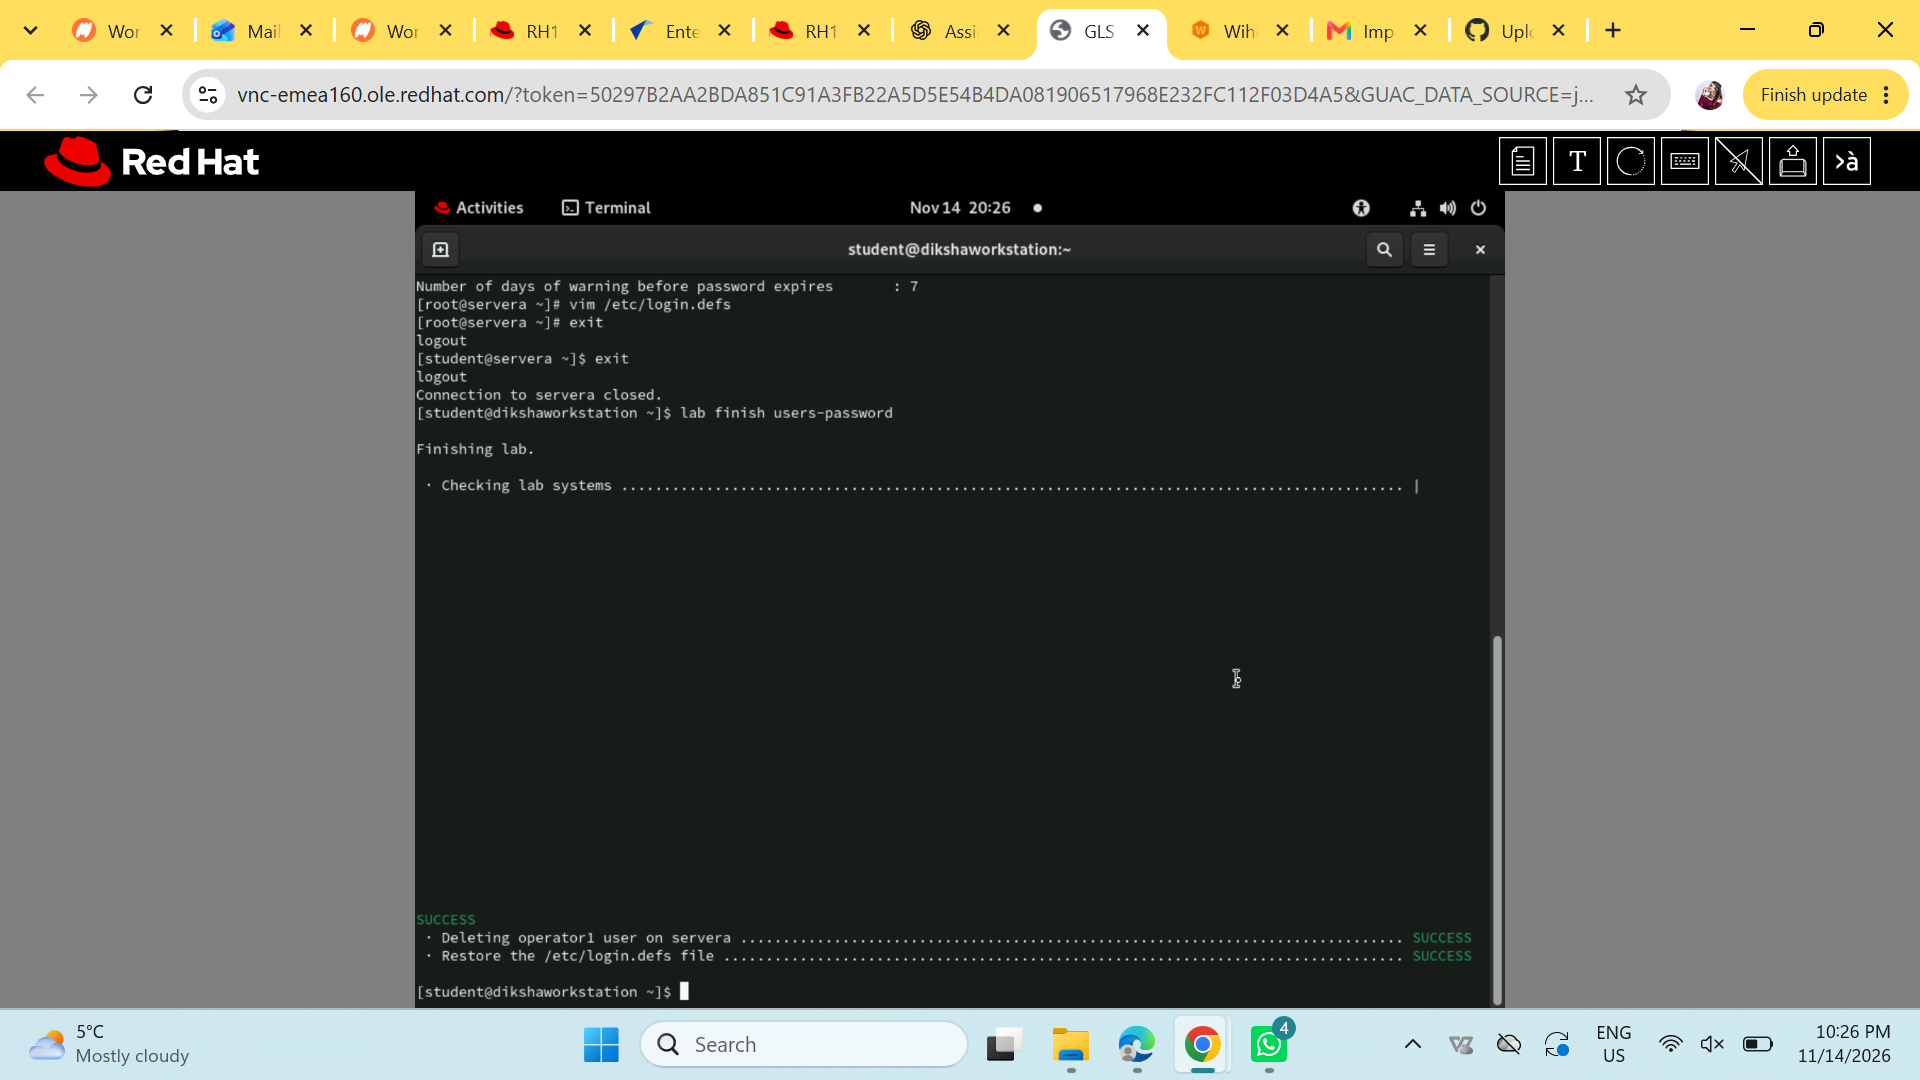 Wor
Mail
Wor
RH1
Ente
RH1
Assi
GLS
Wihi
Imp
Uplo
vnc-emea160.ole.redhat.com/?token=50297B2AA2BDA851C91A3FB22A5D5E54B4DA081906517968E232FC112F03D4A5&GUAC_DATA_SOURCE=j...
Finish update
Red Hat
T
>à
Activities Terminal Nov 14 20:26
student@dikshaworkstation:~
Number of days of warning before password expires : 7
[root@servera ~]# vim /etc/login.defs
[root@servera ~]# exit
logout
[student@servera ~]$ exit
logout
Connection to servera closed.
[student@dikshaworkstation ~]$ lab finish users-password
Finishing lab.
· Checking lab systems ............................................................................................ |
SUCCESS
· Deleting operator1 user on servera .............................................................................. SUCCESS
· Restore the /etc/login.defs file ................................................................................ SUCCESS
[student@dikshaworkstation ~]$
5°C
Mostly cloudy
Search
4
ENG
US
10:26 PM
11/14/2026